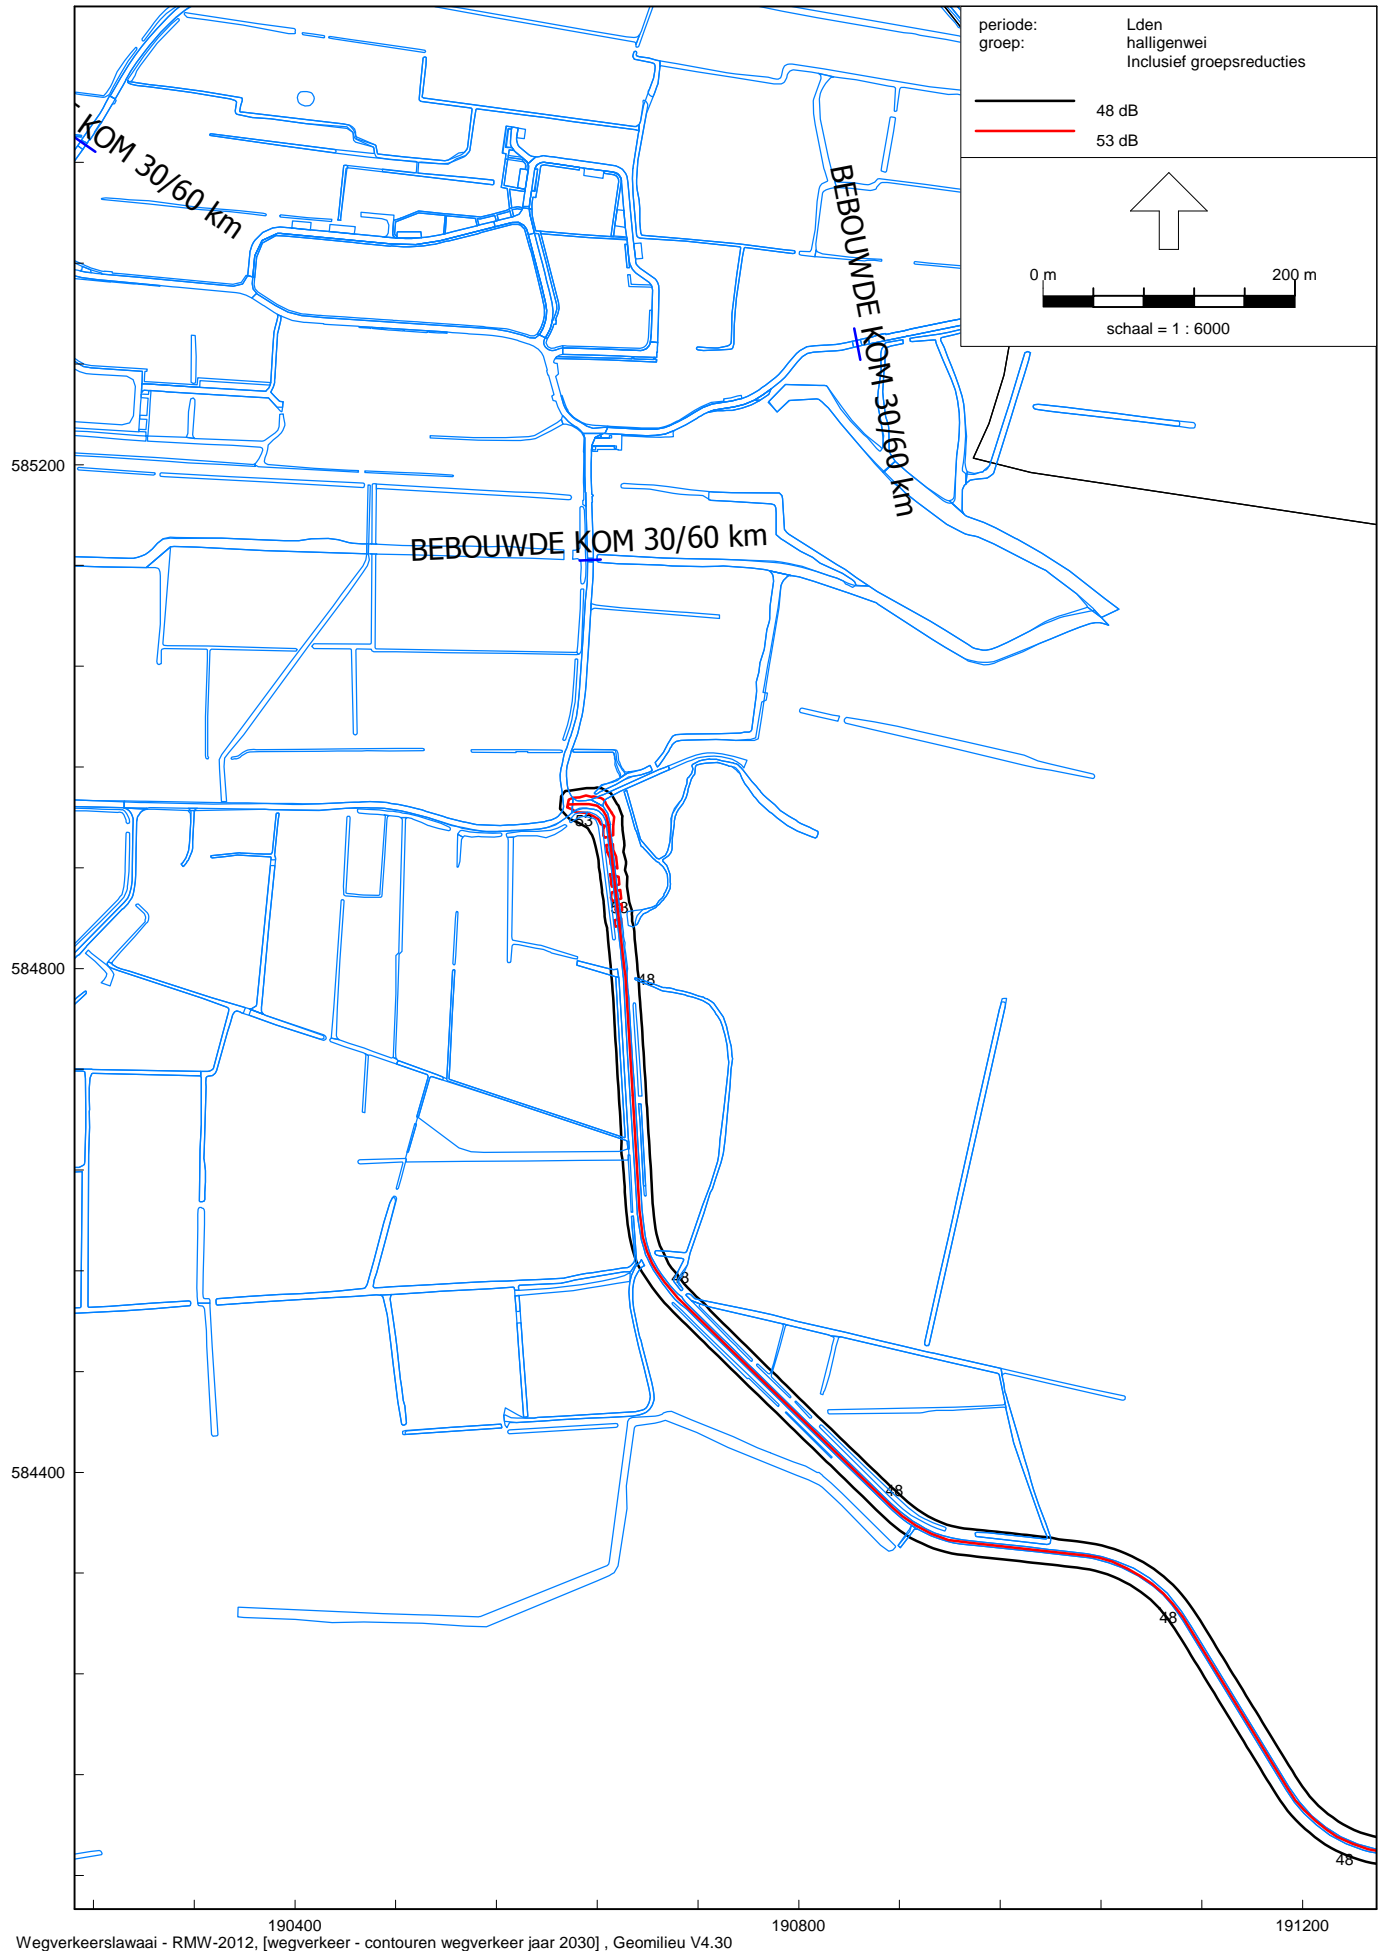 periode: Lden
groep: halligenwei
Inclusief groepsreducties
48 dB
53 dB
0 m 200 m
schaal = 1 : 6000
KOM 30/60 km
BEBOUWDE KOM 30/60 km
585200
BEBOUWDE KOM 30/60 km
53
53
584800
48
48
584400
48
48
48
190400 190800 191200
Wegverkeerslawaai - RMW-2012, [wegverkeer - contouren wegverkeer jaar 2030] , Geomilieu V4.30